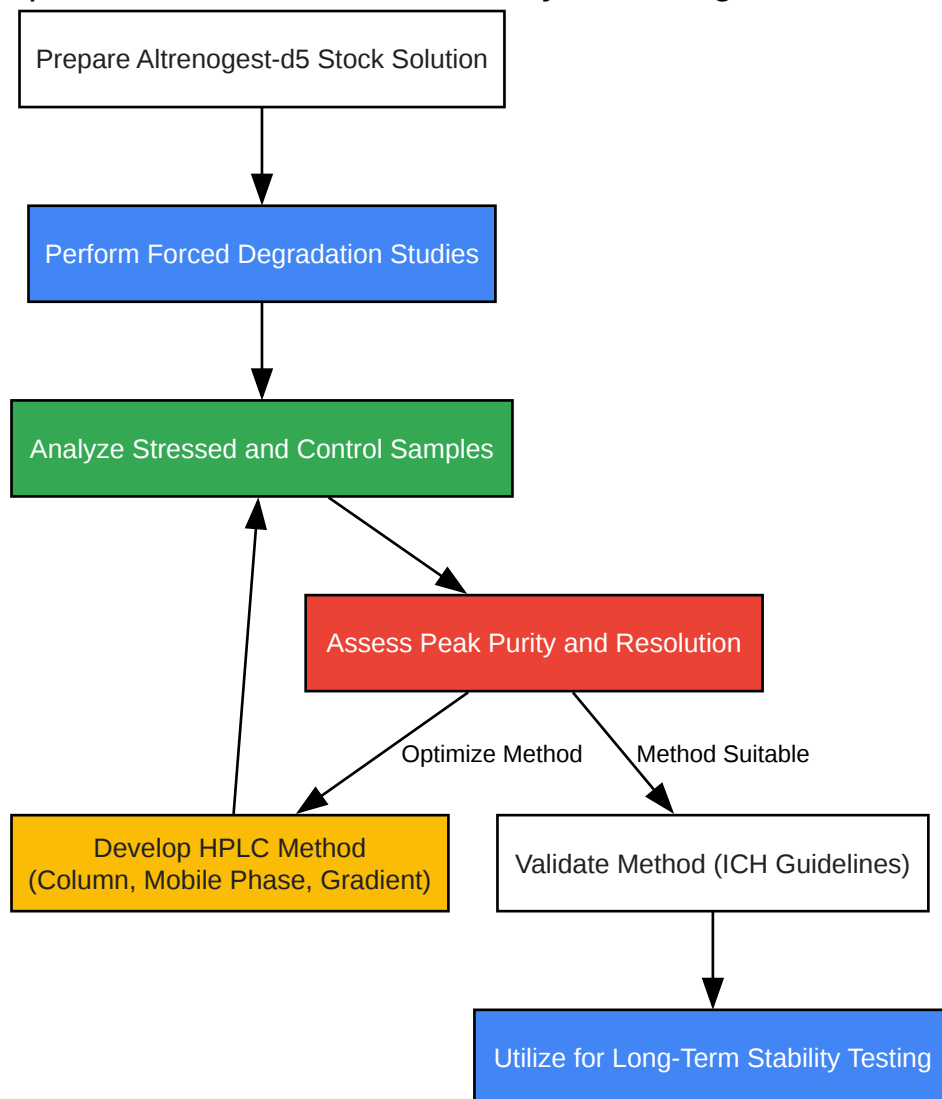 Prepare Altrenogest-d5 Stock Solution
Perform Forced Degradation Studies
Analyze Stressed and Control Samples
Assess Peak Purity and Resolution
Optimize Method
Method Suitable
Develop HPLC Method
(Column, Mobile Phase, Gradient)
Validate Method (ICH Guidelines)
Utilize for Long-Term Stability Testing